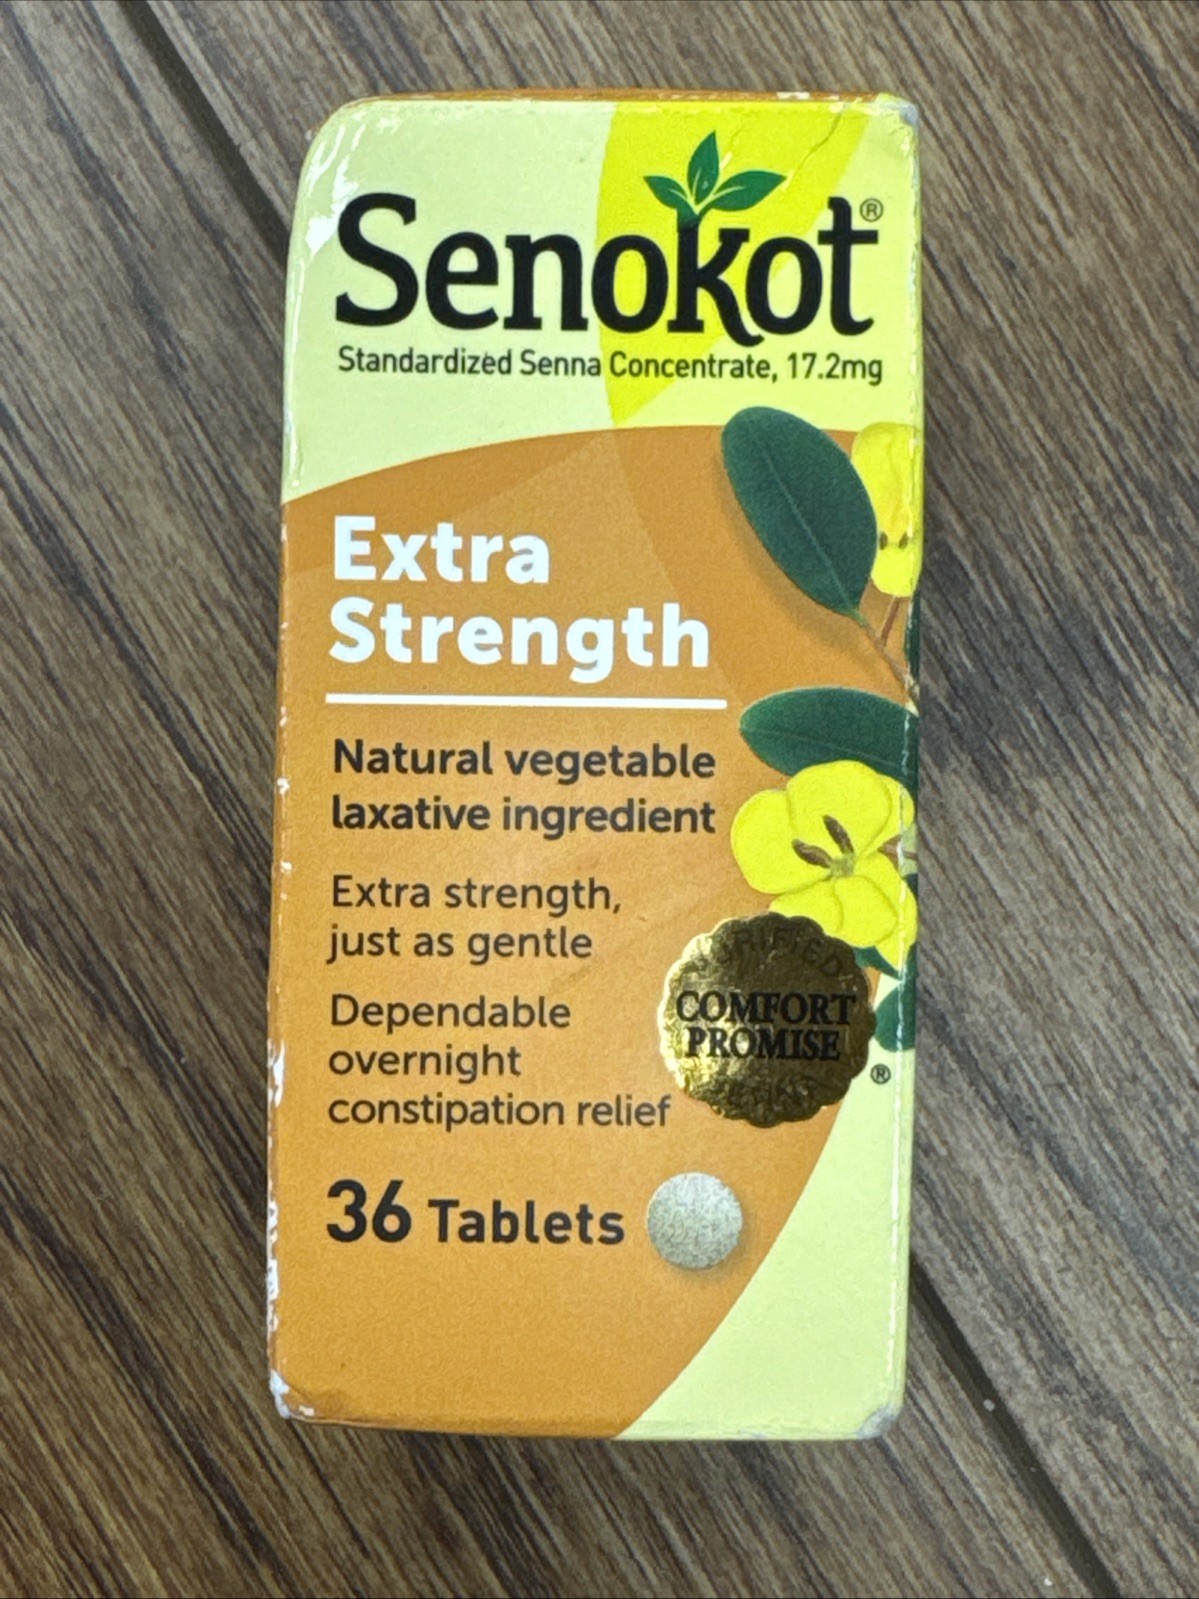 Senokot®
Standardized Senna Concentrate, 17.2mg
Extra
Strength
Natural vegetable
laxative ingredient
Extra strength,
just as gentle
Dependable
overnight
constipation relief
COMFORT
PROMISE
®
36 Tablets